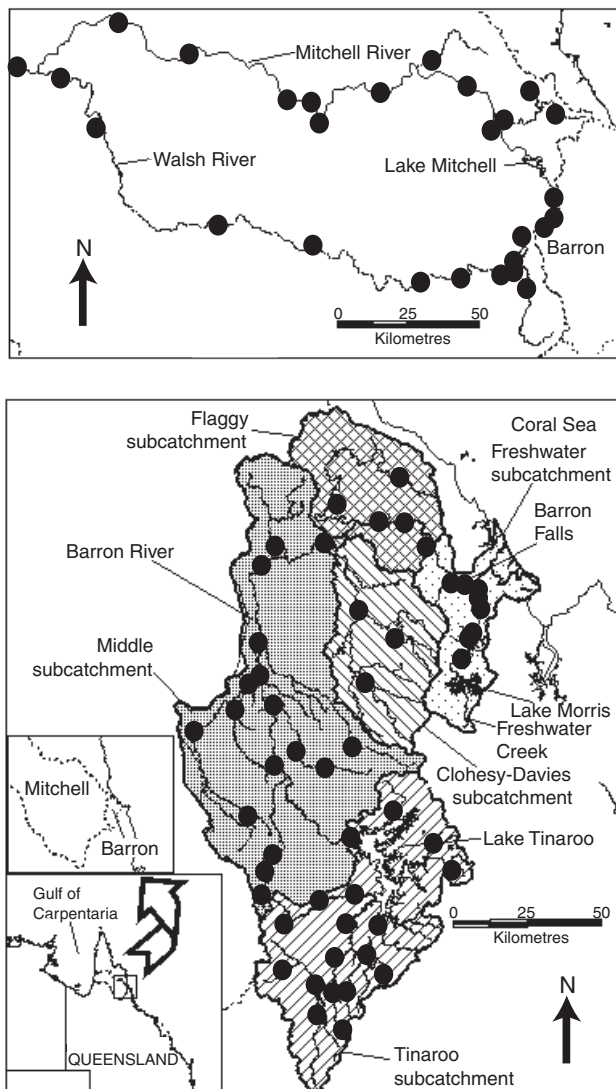 Mitchell River
Walsh River
Lake Mitchell
N
Barron
0 25 50
Kilometres
Flaggy
subcatchment
Coral Sea
Freshwater
subcatchment
Barron
Falls
Barron River
Middle
subcatchment
Lake Morris
Freshwater
Creek
Clohesy-Davies
subcatchment
Mitchell
Barron
Lake Tinaroo
Gulf of
Carpentaria
0 25 50
Kilometres
N
QUEENSLAND
Tinaroo
subcatchment